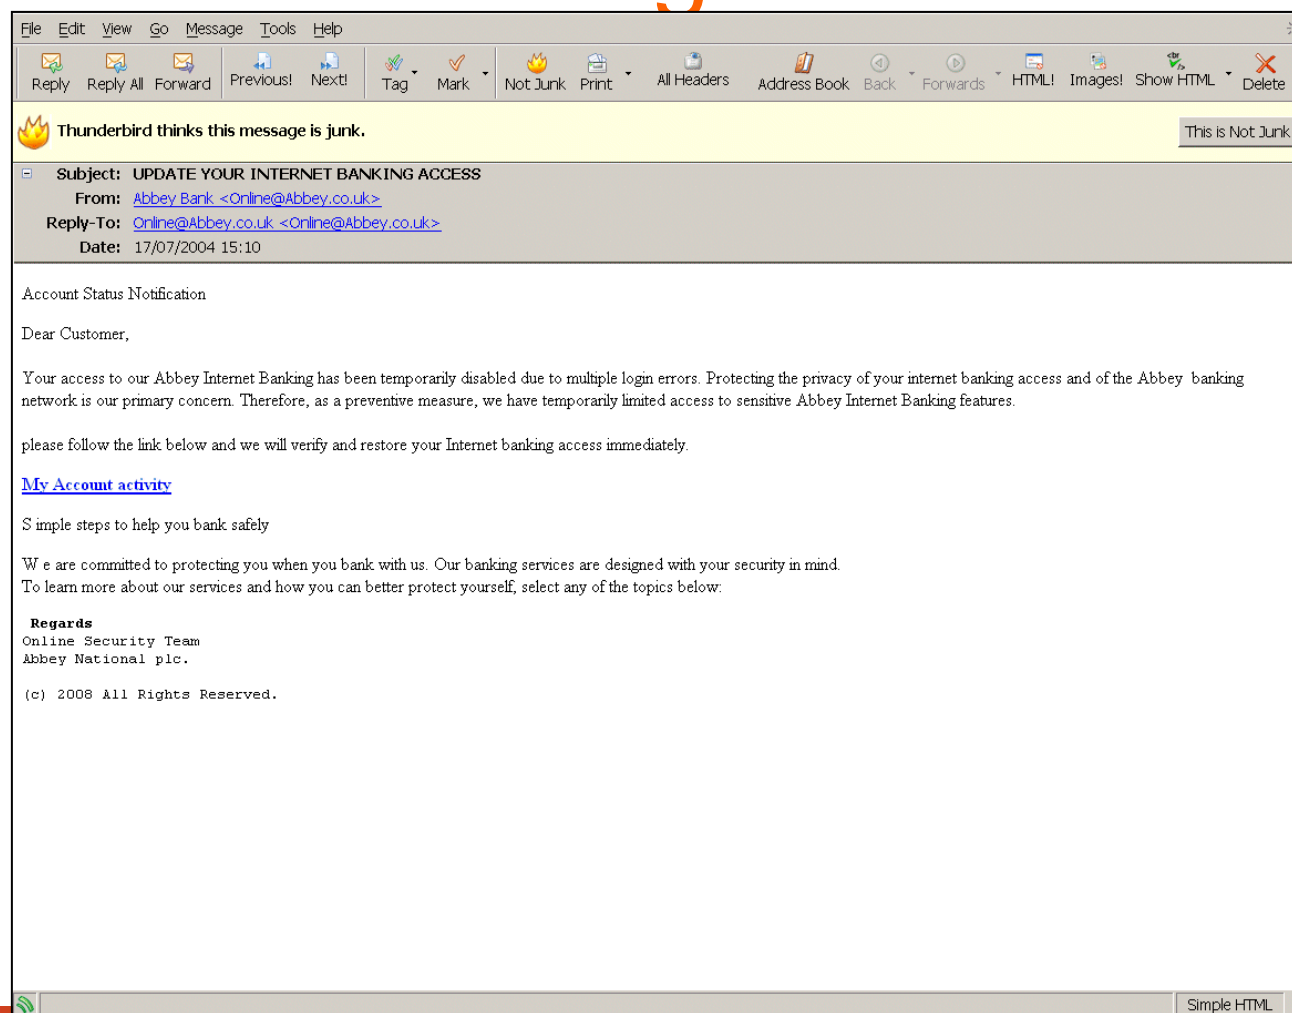 File Edit View Go Message Tools Help
Reply Reply All Forward Previous! Next! Tag Mark Not Junk Print All Headers Address Book Back Forwards HTML! Images! Show HTML Delete
Thunderbird thinks this message is junk. This is Not Junk
Subject: UPDATE YOUR INTERNET BANKING ACCESS
From: Abbey Bank <Online@Abbey.co.uk>
Reply-To: Online@Abbey.co.uk <Online@Abbey.co.uk>
Date: 17/07/2004 15:10
Account Status Notification
Dear Customer,
Your access to our Abbey Internet Banking has been temporarily disabled due to multiple login errors. Protecting the privacy of your internet banking access and of the Abbey  banking
network is our primary concern. Therefore, as a preventive measure, we have temporarily limited access to sensitive Abbey Internet Banking features.
please follow the link below and we will verify and restore your Internet banking access immediately.
My Account activity
S imple steps to help you bank safely
W e are committed to protecting you when you bank with us. Our banking services are designed with your security in mind.
To learn more about our services and how you can better protect yourself, select any of the topics below:
Regards
Online Security Team
Abbey National plc.
(c) 2008 All Rights Reserved.
Simple HTML